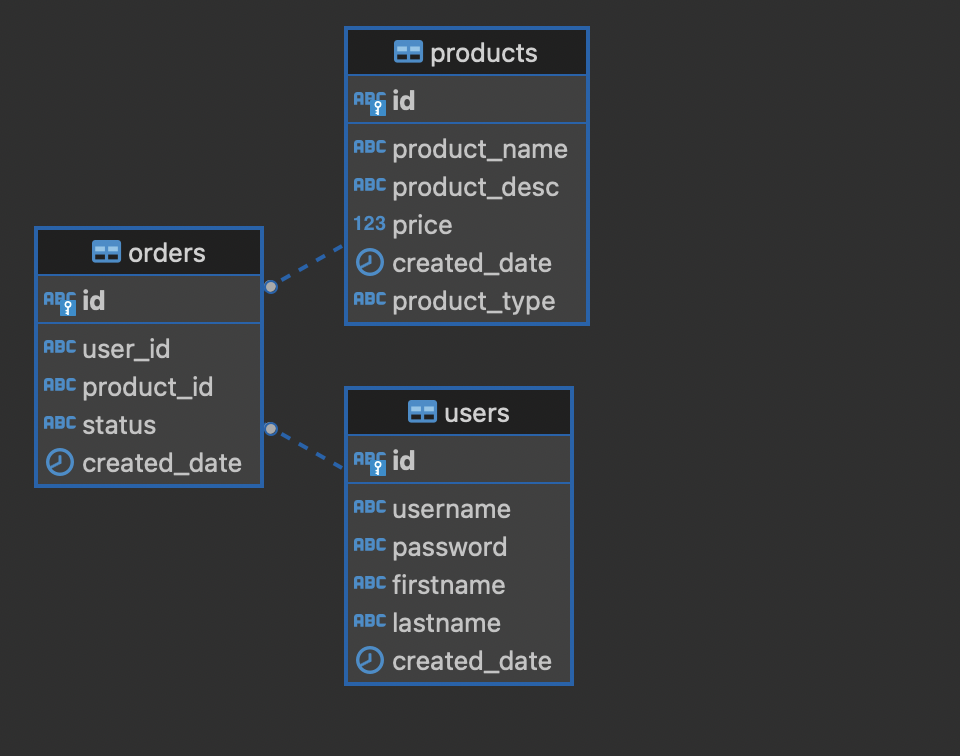 products
ABC id
ABC product_name
ABC product_desc
123 price
created_date
ABC product_type
orders
ABC id
ABC user_id
ABC product_id
ABC status
created_date
users
ABC id
ABC username
ABC password
ABC firstname
ABC lastname
created_date